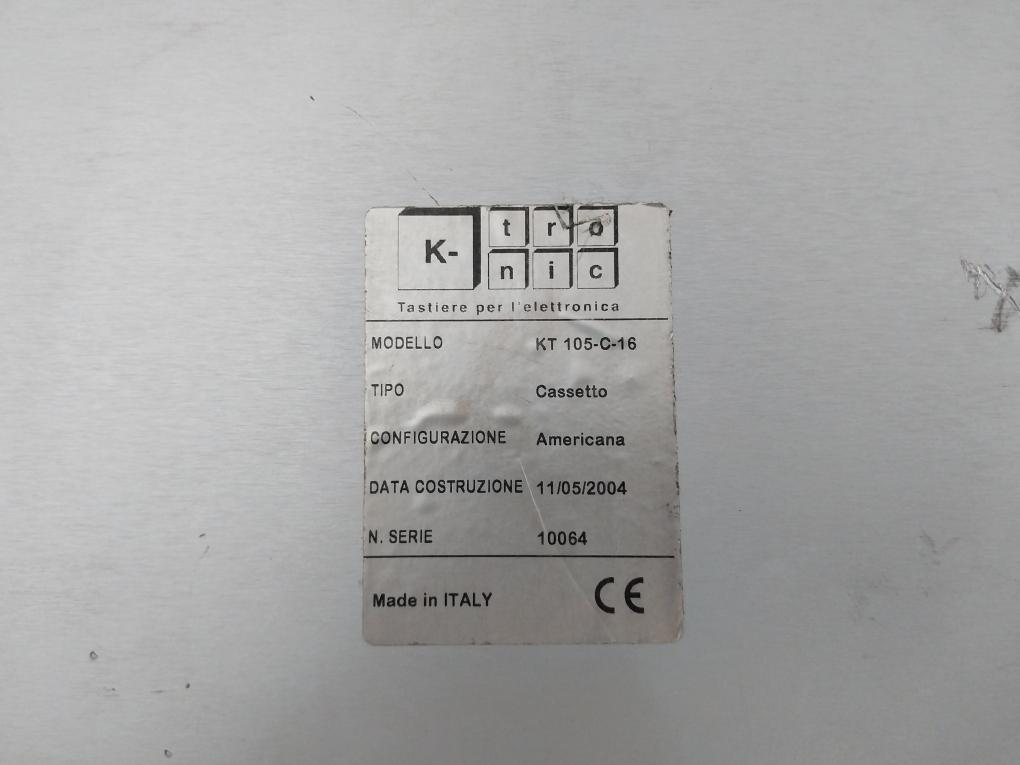 K-tronic
Tastiere per l'elettronica
MODELLO KT 105-C-16
TIPO Cassetto
CONFIGURAZIONE Americana
DATA COSTRUZIONE 11/05/2004
N. SERIE 10064
Made in ITALY CE